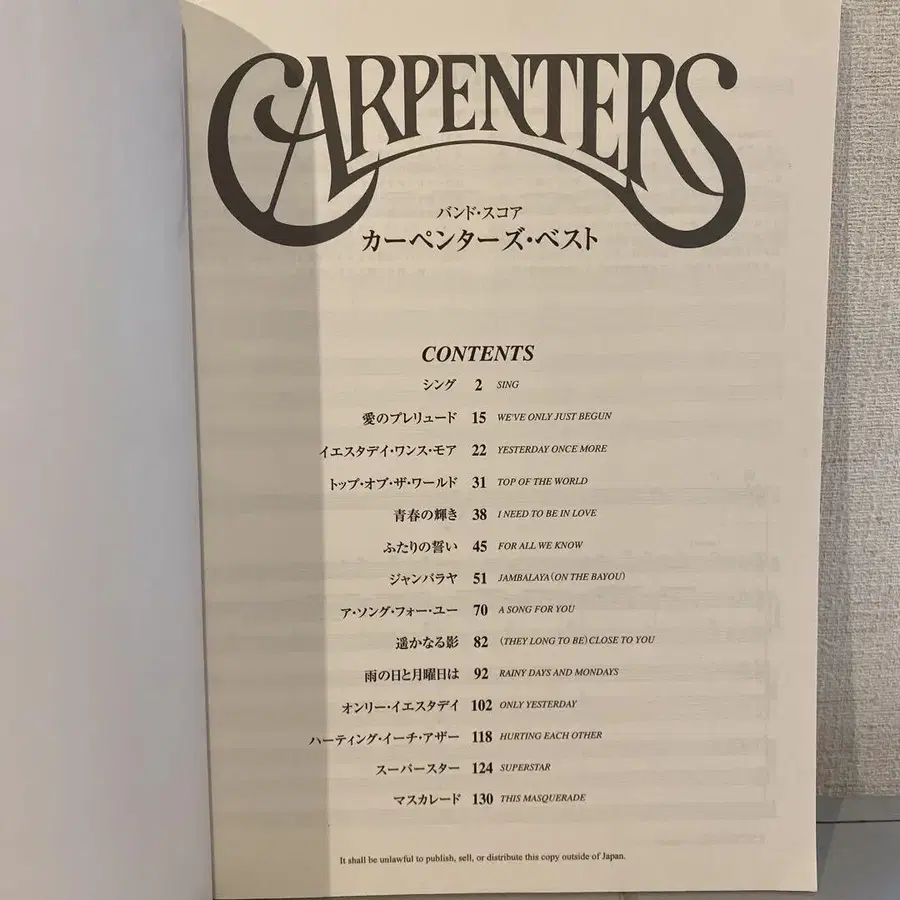 CARPENTERS
バンド・スコア
カーペンターズ・ベスト
CONTENTS
シング 2 SING
愛のプレリュード 15 WE'VE ONLY JUST BEGUN
イエスタデイ・ワンス・モア 22 YESTERDAY ONCE MORE
トップ・オブ・ザ・ワールド 31 TOP OF THE WORLD
青春の輝き 38 I NEED TO BE IN LOVE
ふたりの誓い 45 FOR ALL WE KNOW
ジャンバラヤ 51 JAMBALAYA (ON THE BAYOU)
ア・ソング・フォー・ユー 70 A SONG FOR YOU
遥かなる影 82 (THEY LONG TO BE) CLOSE TO YOU
雨の日と月曜日は 92 RAINY DAYS AND MONDAYS
オンリー・イエスタデイ 102 ONLY YESTERDAY
ハーティング・イーチ・アザー 118 HURTING EACH OTHER
スーパースター 124 SUPERSTAR
マスカレード 130 THIS MASQUERADE
It shall be unlawful to publish, sell, or distribute this copy outside of Japan.